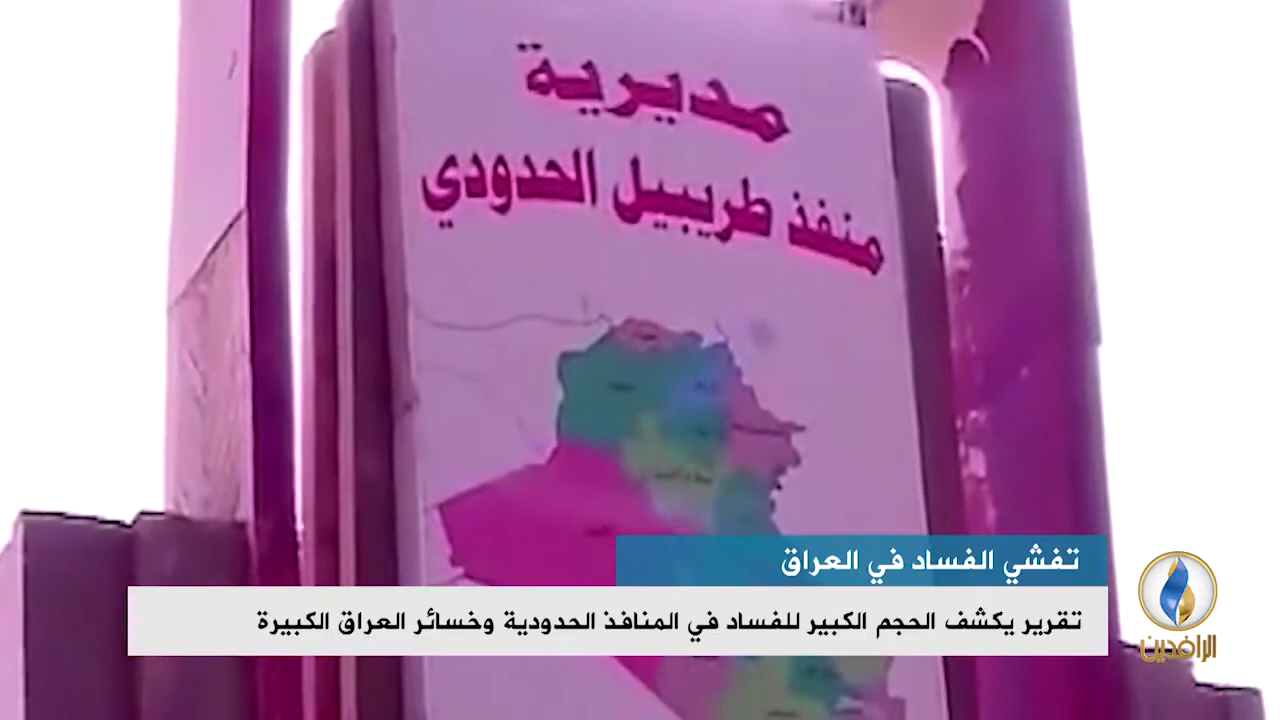 مديرية
منفذ طريبيل الحدودي
تفشي الفساد في العراق
تقرير يكشف الحجم الكبير للفساد في المنافذ الحدودية وخسائر العراق الكبيرة
الرافدين